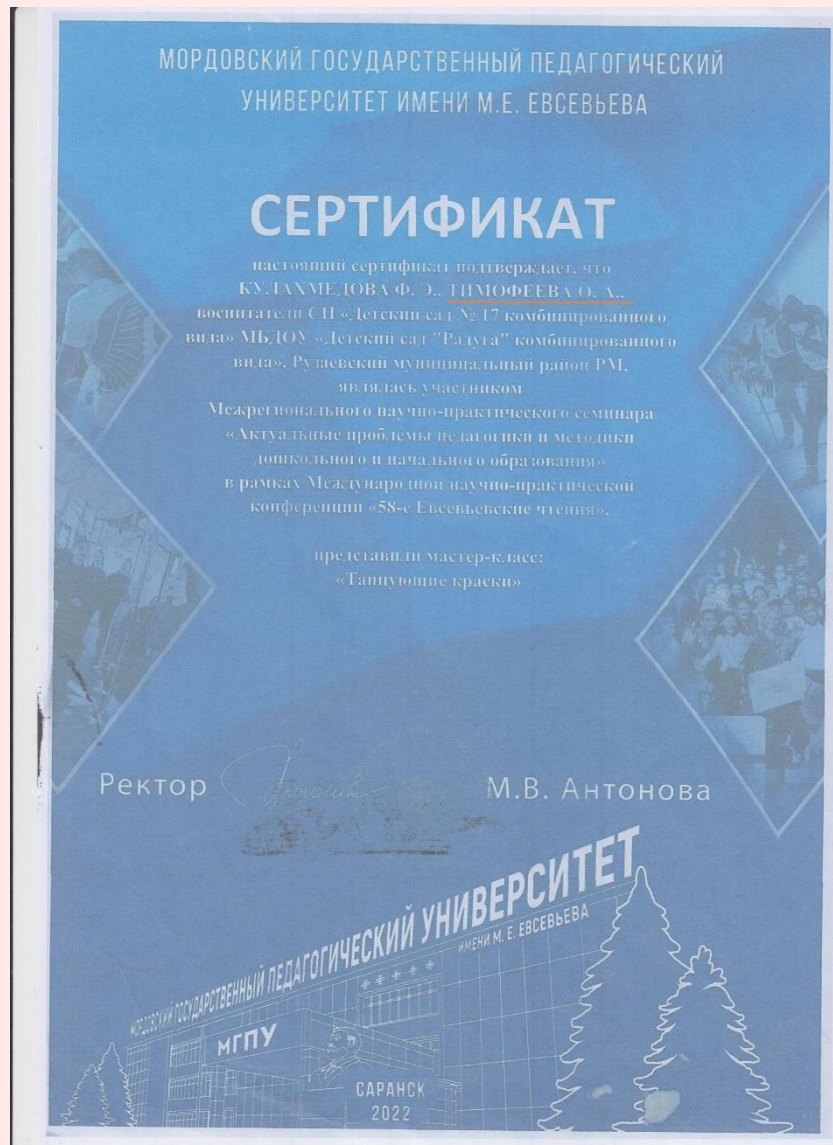 МОРДОВСКИЙ ГОСУДАРСТВЕННЫЙ ПЕДАГОГИЧЕСКИЙ
УНИВЕРСИТЕТ ИМЕНИ М.Е. ЕВСЕВЬЕВА
СЕРТИФИКАТ
настоящий сертификат подтверждает, что
КУЛАХМЕДОВА Ф. Э., ТИМОФЕЕВА О. А.,
воспитатели СП «Детский сад № 17 комбинированного
вида» МБДОУ «Детский сад "Радуга" комбинированного
вида», Рузаевский муниципальный район РМ,
являлась участником
Межрегионального научно-практического семинара
«Актуальные проблемы педагогики и методики
дошкольного и начального образования»
в рамках Международной научно-практической
конференции «58-е Евсевьевские чтения»,
представили мастер-класс:
«Танцующие краски»
Ректор М.В. Антонова
МОРДОВСКИЙ ГОСУДАРСТВЕННЫЙ ПЕДАГОГИЧЕСКИЙ УНИВЕРСИТЕТ
ИМЕНИ М. Е. ЕВСЕВЬЕВА
МГПУ
САРАНСК
2022